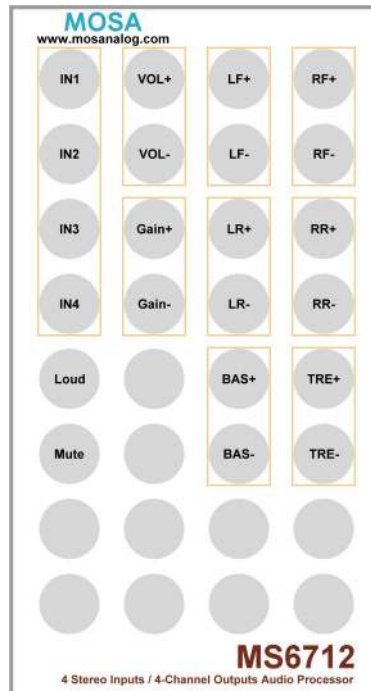 MOSA
www.mosanalog.com
IN1 VOL+ LF+ RF+
IN2 VOL- LF- RF-
IN3 Gain+ LR+ RR+
IN4 Gain- LR- RR-
Loud BAS+ TRE+
Mute BAS- TRE-
MS6712
4 Stereo Inputs / 4-Channel Outputs Audio Processor